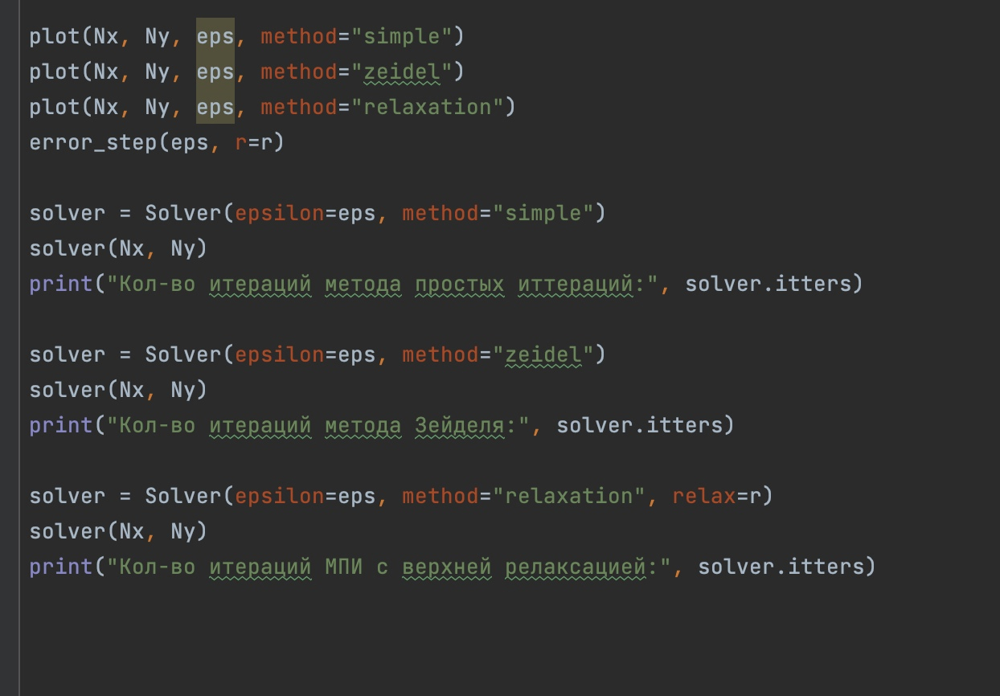 plot(Nx, Ny, eps, method="simple")
plot(Nx, Ny, eps, method="zeidel")
plot(Nx, Ny, eps, method="relaxation")
error_step(eps, r=r)
solver = Solver(epsilon=eps, method="simple")
solver(Nx, Ny)
print("Кол-во итераций метода простых иттераций:", solver.itters)
solver = Solver(epsilon=eps, method="zeidel")
solver(Nx, Ny)
print("Кол-во итераций метода Зейделя:", solver.itters)
solver = Solver(epsilon=eps, method="relaxation", relax=r)
solver(Nx, Ny)
print("Кол-во итераций МПИ с верхней релаксацией:", solver.itters)